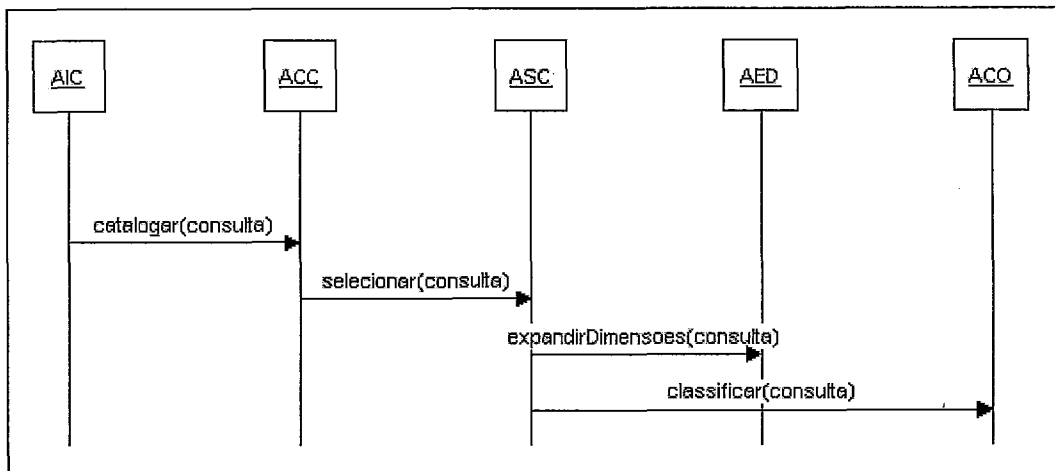 AIC
ACC
ASC
AED
ACO
catalogar(consulta)
selecionar(consulta)
expandirDimensoes(consulta)
classificar(consulta)